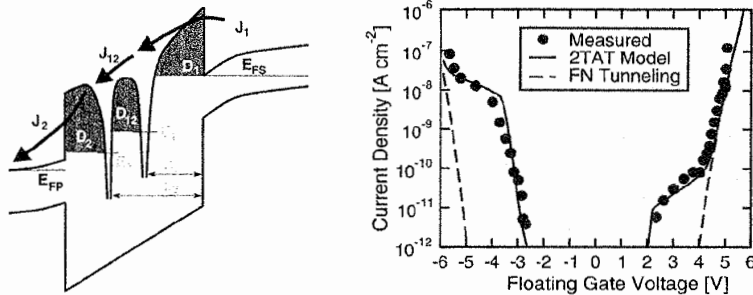 J₁
J₁₂
D₁
E_FS
J₂
D₂
D₁₂
E_FP
Current Density [A cm⁻²]
10⁻⁶
10⁻⁷
10⁻⁸
10⁻⁹
10⁻¹⁰
10⁻¹¹
10⁻¹²
Measured
2TAT Model
FN Tunneling
-6 -5 -4 -3 -2 -1 0 1 2 3 4 5 6
Floating Gate Voltage [V]